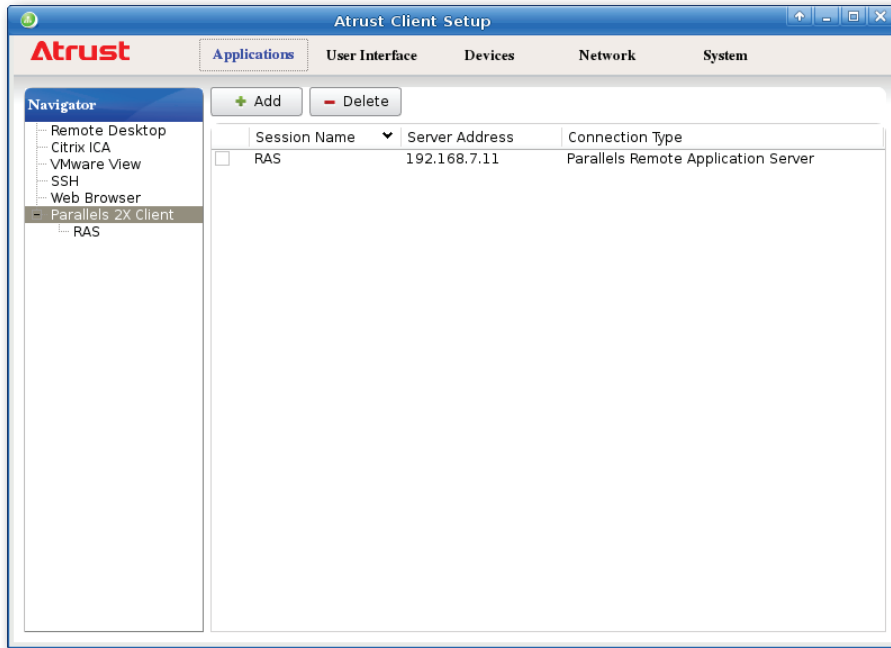 Atrust Client Setup
Atrust
Applications User Interface Devices Network System
Navigator
Remote Desktop
Citrix ICA
VMware View
SSH
Web Browser
Parallels 2X Client
RAS
Add Delete
Session Name Server Address Connection Type
RAS 192.168.7.11 Parallels Remote Application Server